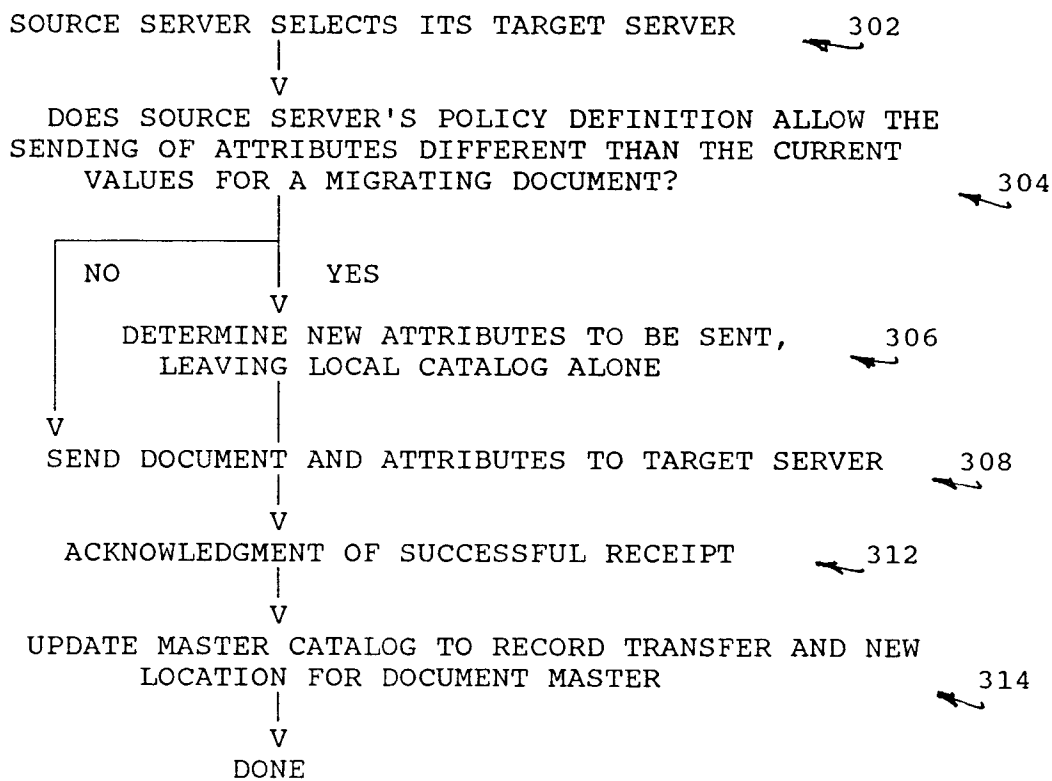 SOURCE SERVER SELECTS ITS TARGET SERVER 302
V
DOES SOURCE SERVER'S POLICY DEFINITION ALLOW THE
SENDING OF ATTRIBUTES DIFFERENT THAN THE CURRENT
VALUES FOR A MIGRATING DOCUMENT? 304
NO YES
V
DETERMINE NEW ATTRIBUTES TO BE SENT, 306
LEAVING LOCAL CATALOG ALONE
V
SEND DOCUMENT AND ATTRIBUTES TO TARGET SERVER 308
V
ACKNOWLEDGMENT OF SUCCESSFUL RECEIPT 312
V
UPDATE MASTER CATALOG TO RECORD TRANSFER AND NEW
LOCATION FOR DOCUMENT MASTER 314
V
DONE